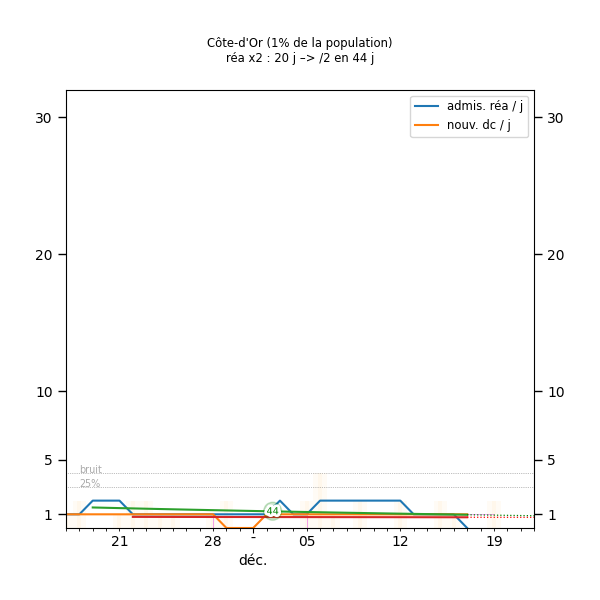 Côte-d'Or (1% de la population)
réa x2 : 20 j –> /2 en 44 j
admis. réa / j
nouv. dc / j
30 30
20 20
10 10
5 5
bruit
25%
44
1 1
21 28 - 05 12 19
déc.